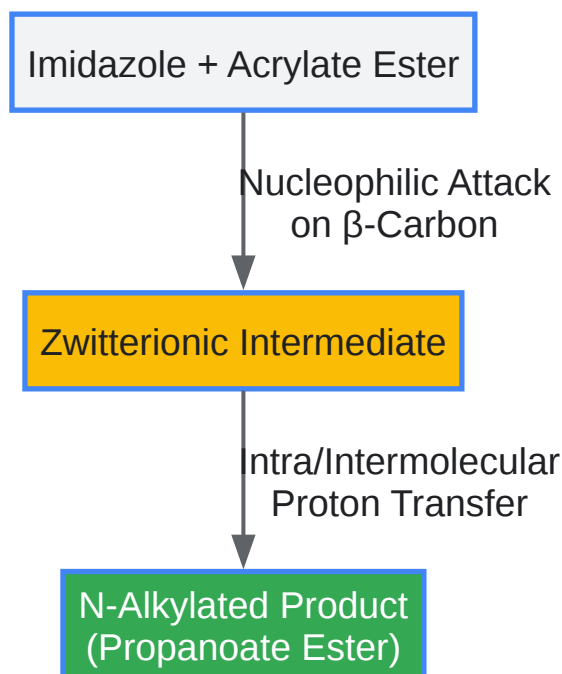 Imidazole + Acrylate Ester
Nucleophilic Attack
on β-Carbon
Zwitterionic Intermediate
Intra/Intermolecular
Proton Transfer
N-Alkylated Product
(Propanoate Ester)